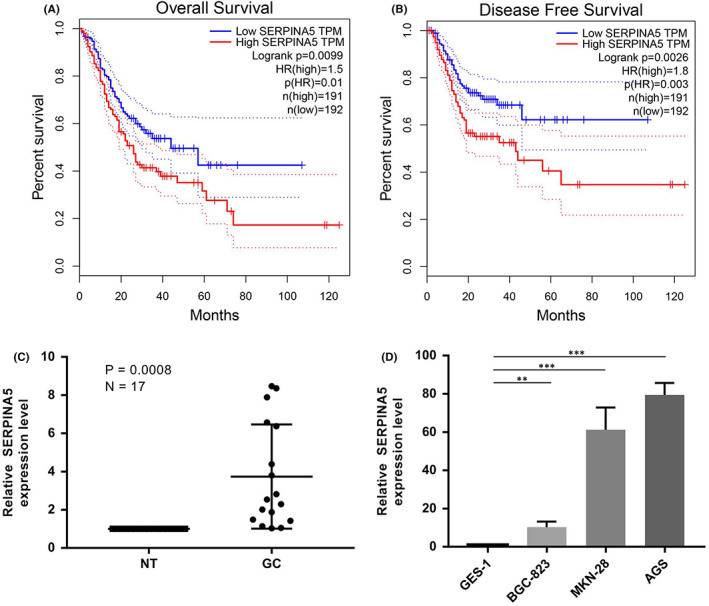 (A)
Overall Survival
Percent survival
1.0
0.8
0.6
0.4
0.2
0.0
Low SERPINA5 TPM
High SERPINA5 TPM
Logrank p=0.0099
HR(high)=1.5
p(HR)=0.01
n(high)=191
n(low)=192
0 20 40 60 80 100 120
Months
(B)
Disease Free Survival
Percent survival
1.0
0.8
0.6
0.4
0.2
0.0
Low SERPINA5 TPM
High SERPINA5 TPM
Logrank p=0.0026
HR(high)=1.8
p(HR)=0.003
n(high)=191
n(low)=192
0 20 40 60 80 100 120
Months
(C)
Relative SERPINA5
expression level
10
8
6
4
2
0
P = 0.0008
N = 17
NT GC
(D)
Relative SERPINA5
expression level
100
80
60
40
20
0
***
***
**
GES-1 BGC-823 MKN-28 AGS